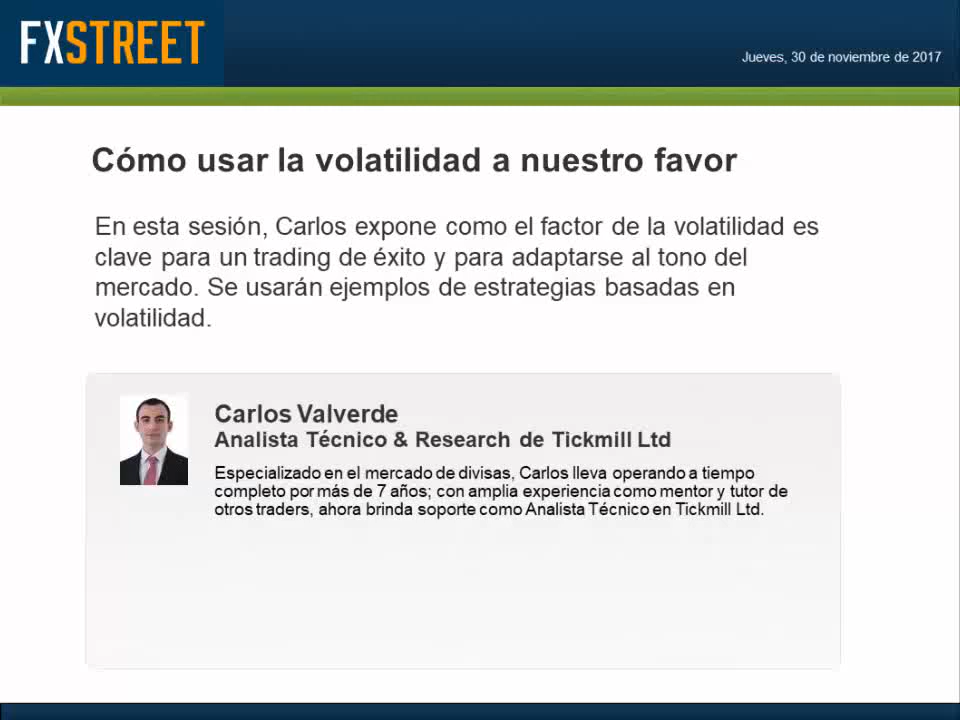 FXSTREET
Jueves, 30 de noviembre de 2017
Cómo usar la volatilidad a nuestro favor
En esta sesión, Carlos expone como el factor de la volatilidad es
clave para un trading de éxito y para adaptarse al tono del
mercado. Se usarán ejemplos de estrategias basadas en
volatilidad.
Carlos Valverde
Analista Técnico & Research de Tickmill Ltd
Especializado en el mercado de divisas, Carlos lleva operando a tiempo
completo por más de 7 años; con amplia experiencia como mentor y tutor de
otros traders, ahora brinda soporte como Analista Técnico en Tickmill Ltd.